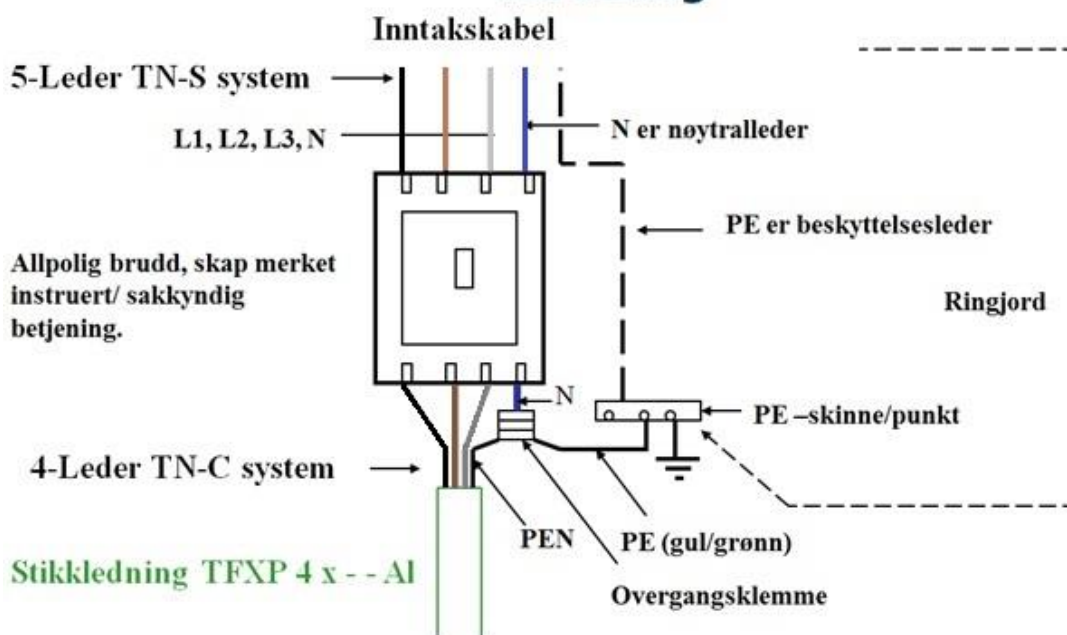 Inntakskabel
5-Leder TN-S system
L1, L2, L3, N
N er nøytralleder
PE er beskyttelsesleder
Allpolig brudd, skap merket
instruert/ sakkyndig
betjening.
Ringjord
N
PE –skinne/punkt
4-Leder TN-C system
PEN
PE (gul/grønn)
Stikkledning TFXP 4 x - - Al
Overgangsklemme